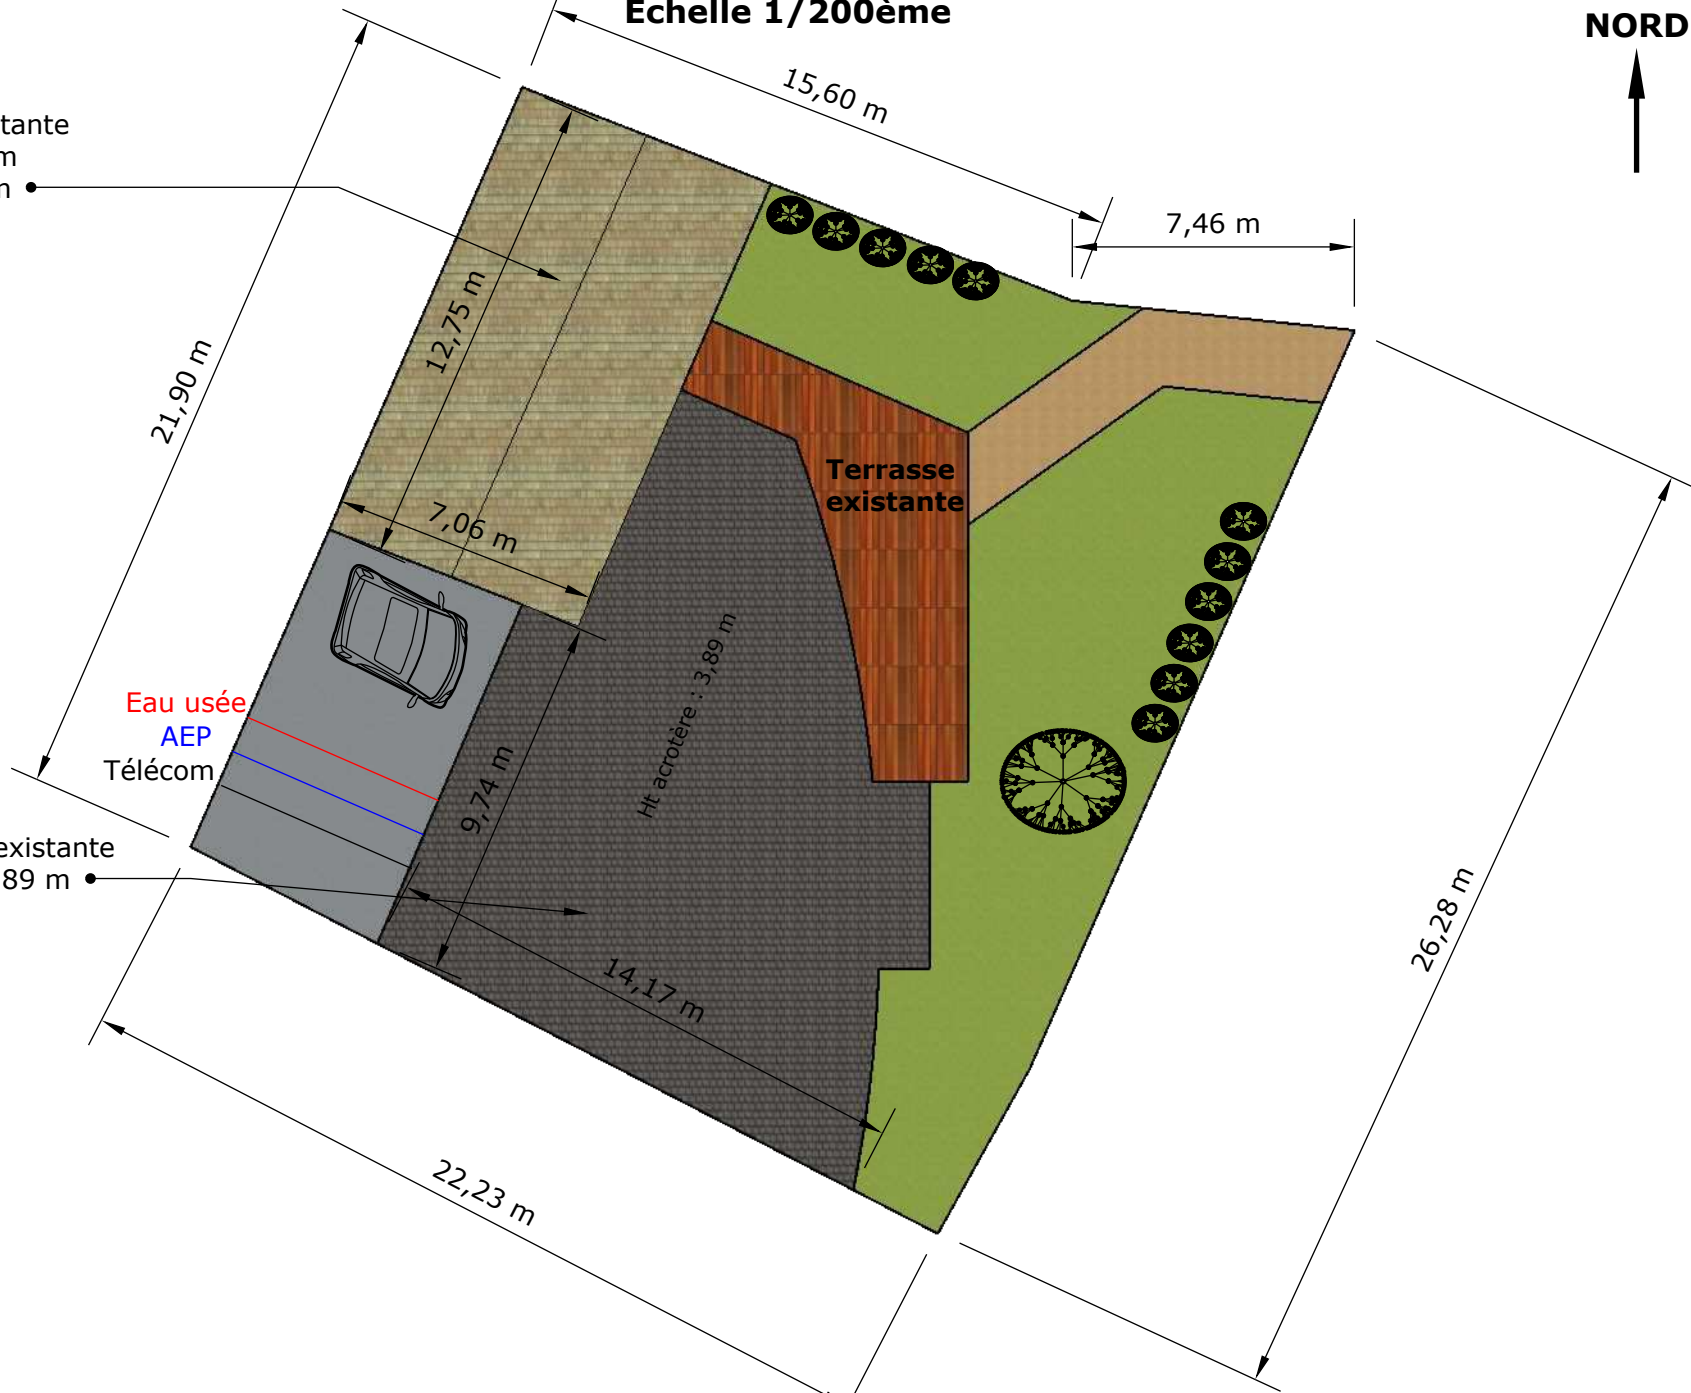 Echelle 1/200ème
NORD
15,60 m
7,46 m
12,75 m
21,90 m
7,06 m
Terrasse
existante
Ht acrotère : 3,89 m
Eau usée
AEP
Télécom
9,74 m
existante
89 m
14,17 m
26,28 m
22,23 m